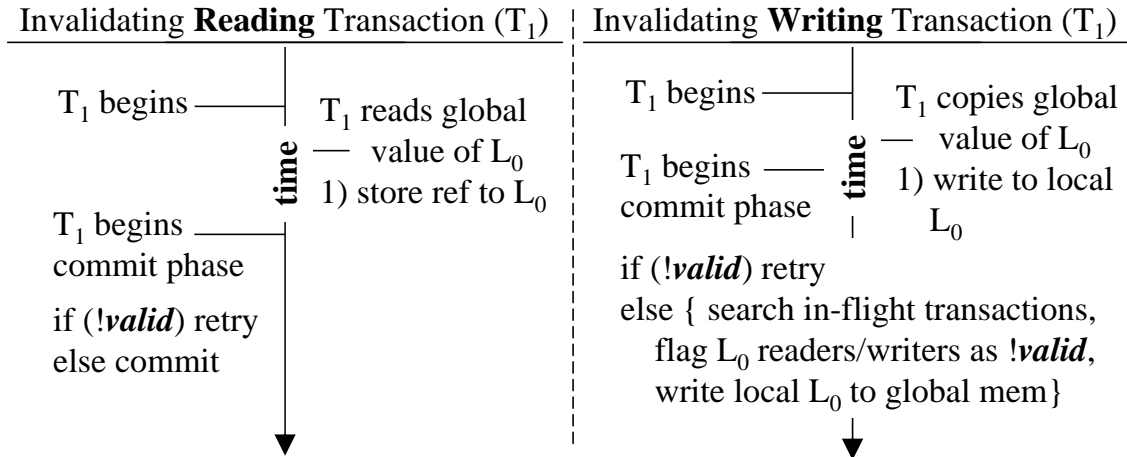 Invalidating Reading Transaction (T1)
T1 begins
T1 reads global
value of L0
1) store ref to L0
time
T1 begins
commit phase
if (!valid) retry
else commit
Invalidating Writing Transaction (T1)
T1 begins
T1 copies global
value of L0
1) write to local
L0
time
T1 begins
commit phase
if (!valid) retry
else { search in-flight transactions,
flag L0 readers/writers as !valid,
write local L0 to global mem}